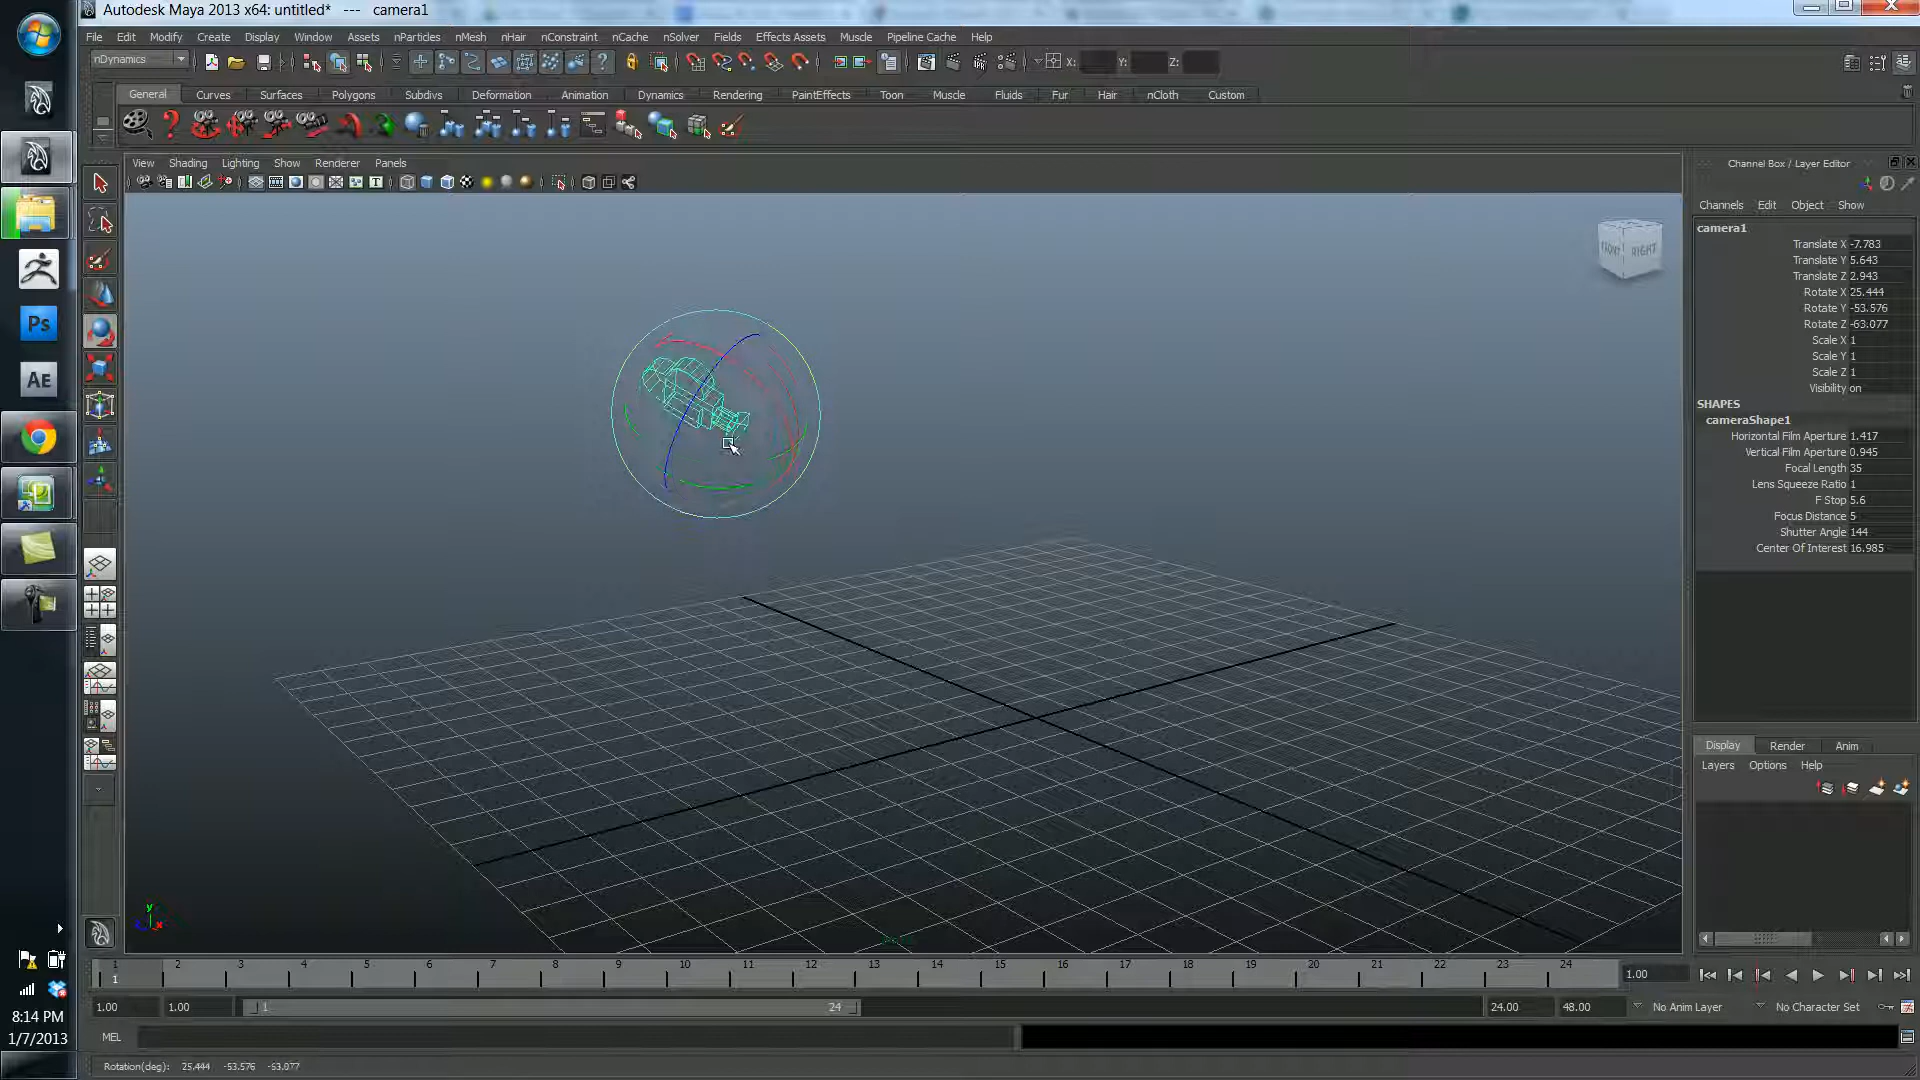 Autodesk Maya 2013 x64: untitled* --- camera1
File Edit Modify Create Display Window Assets nParticles nMesh nHair nConstraint nCache nSolver Fields Effects Assets Muscle Pipeline Cache Help
nDynamics X: Y: Z:
General Curves Surfaces Polygons Subdivs Deformation Animation Dynamics Rendering PaintEffects Toon Muscle Fluids Fur Hair nCloth Custom
View Shading Lighting Show Renderer Panels
Channel Box / Layer Editor
Channels Edit Object Show
camera1
Translate X -7.783
Translate Y 5.643
Translate Z 2.943
Rotate X 25.444
Rotate Y -53.576
Rotate Z -63.077
Scale X 1
Scale Y 1
Scale Z 1
Visibility on
SHAPES
cameraShape1
Horizontal Film Aperture 1.417
Vertical Film Aperture 0.945
Focal Length 35
Lens Squeeze Ratio 1
F Stop 5.6
Focus Distance 5
Shutter Angle 144
Center Of Interest 16.985
FRONT RIGHT
Ps
AE
Display Render Anim
Layers Options Help
y
x
1 2 3 4 5 6 7 8 9 10 11 12 13 14 15 16 17 18 19 20 21 22 23 24
1 1.00
1.00 1.00 1 24 24.00 48.00 No Anim Layer No Character Set
MEL
Rotation(deg): 25.444 -53.576 -63.077
8:14 PM
1/7/2013